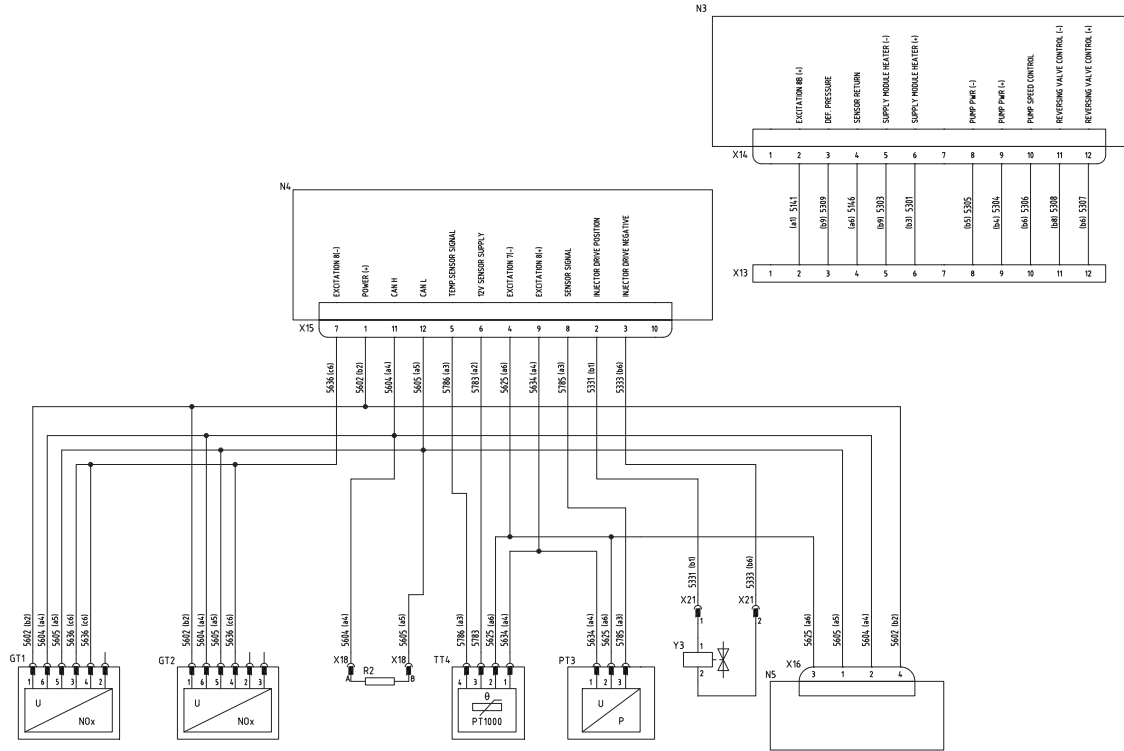 N3
EXCITATION 8B (+)
DEF. PRESSURE
SENSOR RETURN
SUPPLY MODULE HEATER (-)
SUPPLY MODULE HEATER (+)
PUMP PWR (-)
PUMP PWR (+)
PUMP SPEED CONTROL
REVERSING VALVE CONTROL (-)
REVERSING VALVE CONTROL (+)
X14 1 2 3 4 5 6 7 8 9 10 11 12
(a1) 5141
(b9) 5309
(a6) 5146
(b9) 5303
(b3) 5301
(b5) 5305
(b4) 5304
(b6) 5306
(b8) 5308
(b6) 5307
X13 1 2 3 4 5 6 7 8 9 10 11 12
N4
EXCITATION 8(-)
POWER (+)
CAN H
CAN L
TEMP.SENSOR SIGNAL
12V SENSOR SUPPLY
EXCITATION 7(-)
EXCITATION 8(+)
SENSOR SIGNAL
INJECTOR DRIVE POSITION
INJECTOR DRIVE NEGATIVE
X15 7 1 11 12 5 6 4 9 8 2 3 10
5636 (c6)
5602 (b2)
5604 (a4)
5605 (a5)
5786 (a3)
5783 (a2)
5625 (a6)
5634 (a4)
5785 (a3)
5331 (b1)
5333 (b6)
5331 (b1)
5333 (b6)
X21 X21
1 2
5602 (b2)
5604 (a4)
5605 (a5)
5636 (c6)
5636 (c6)
5602 (b2)
5604 (a4)
5605 (a5)
5636 (c6)
5604 (a4)
5605 (a5)
5786 (a3)
5783
5625 (a6)
5634 (a4)
5634 (a4)
5625 (a6)
5785 (a3)
5625 (a6)
5605 (a5)
5604 (a4)
5602 (b2)
GT1
1 6 5 3 4 2
U
NOx
GT2
1 6 5 4 2 3
U
NOx
X18 X18
A R2 B
TT4
4 3 2 1
θ
PT1000
PT3
1 2 3
U
P
Y3 1
2
X16
3 1 2 4
N5